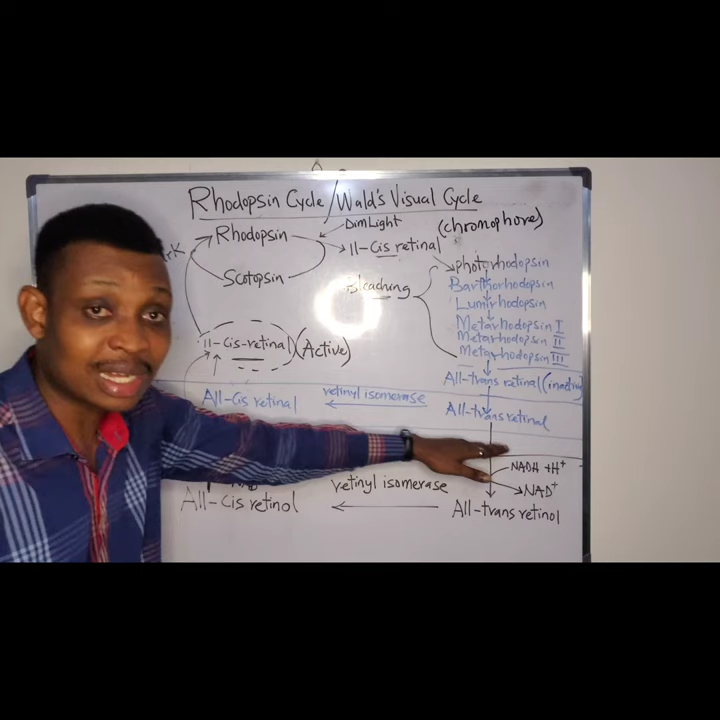 Rhodopsin Cycle/Wald's Visual Cycle
Dim Light
(chromophore)
Rhodopsin
11-Cis retinal
Scotopsin
photorhodopsin
Bleaching
Barthorhodopsin
Lumirhodopsin
Metarhodopsin I
Metarhodopsin II
Metarhodopsin III
11-Cis-retinal (Active)
All-trans retinal
All-Cis retinal
retinyl isomerase
All-trans retinal
NADH + H+
NAD+
retinyl isomerase
All-Cis retinol
All-trans retinol